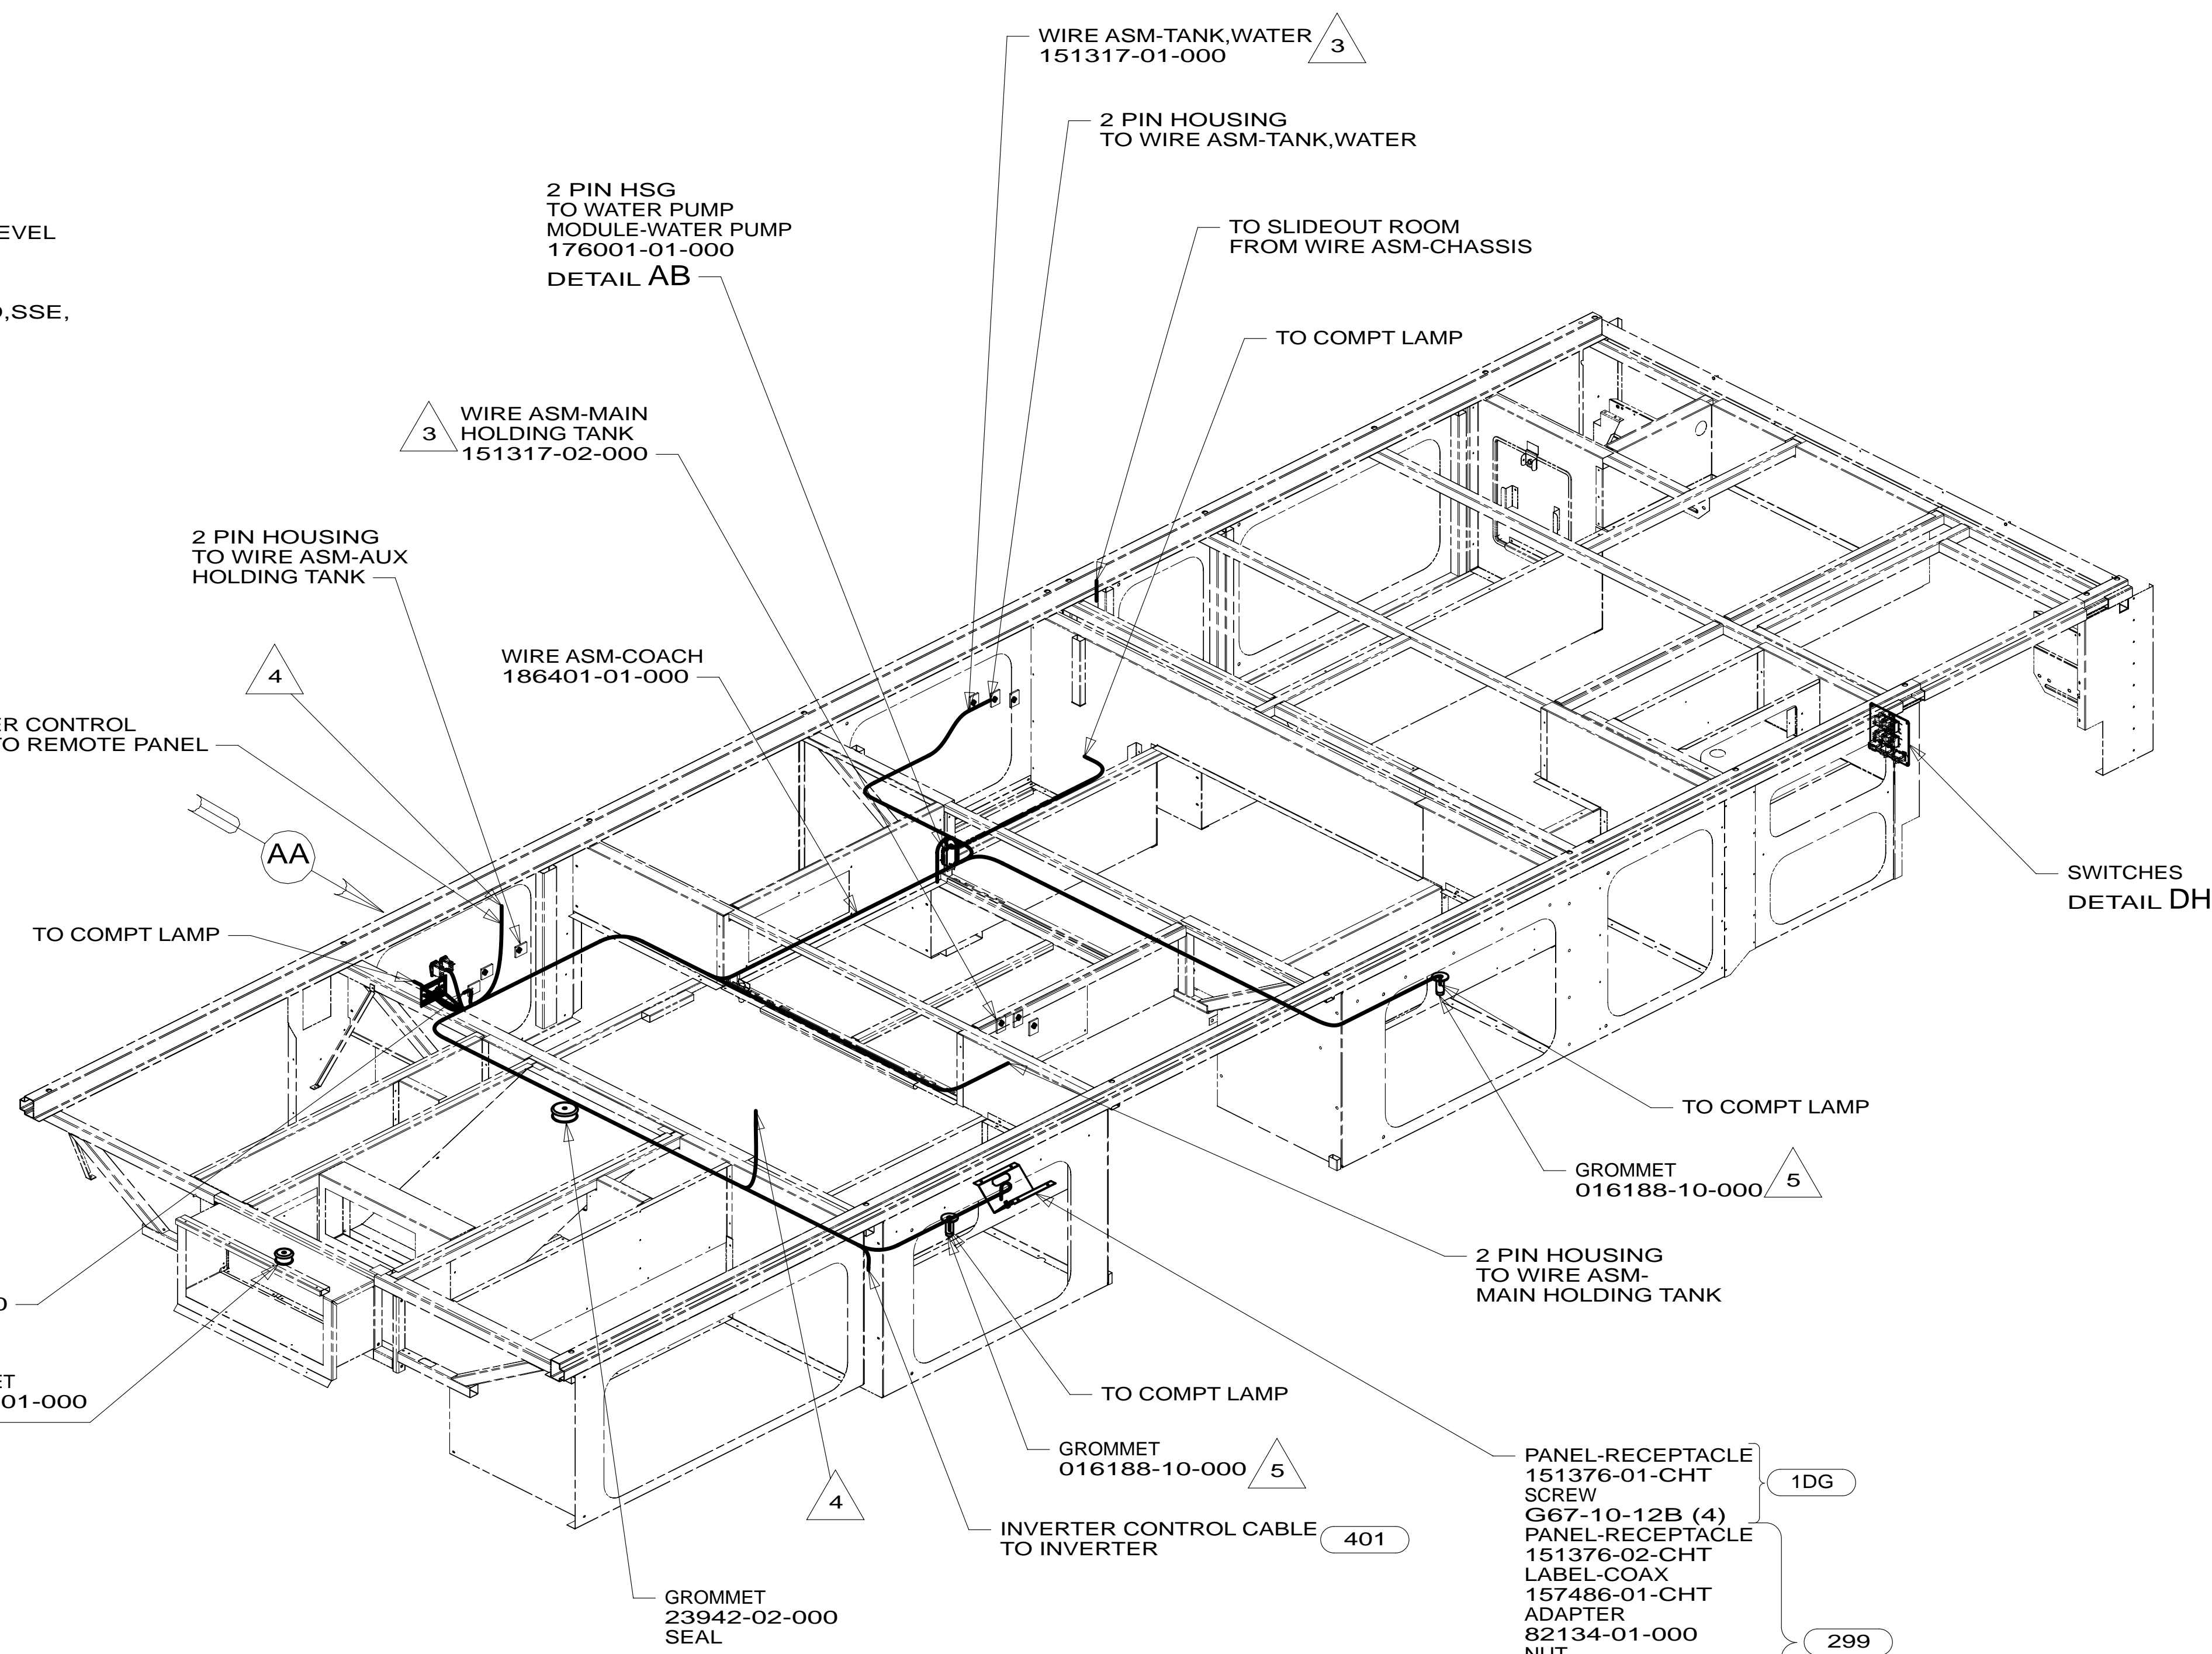 WIRE ASM-TANK,WATER
151317-01-000
3
2 PIN HOUSING
TO WIRE ASM-TANK,WATER
2 PIN HSG
TO WATER PUMP
MODULE-WATER PUMP
176001-01-000
DETAIL AB
TO SLIDEOUT ROOM
FROM WIRE ASM-CHASSIS
EVEL
,SSE,
TO COMPT LAMP
3
WIRE ASM-MAIN
HOLDING TANK
151317-02-000
2 PIN HOUSING
TO WIRE ASM-AUX
HOLDING TANK
WIRE ASM-COACH
186401-01-000
4
ER CONTROL
TO REMOTE PANEL
AA
TO COMPT LAMP
SWITCHES
DETAIL DH
TO COMPT LAMP
GROMMET
016188-10-000
5
2 PIN HOUSING
TO WIRE ASM-
MAIN HOLDING TANK
ET
01-000
TO COMPT LAMP
GROMMET
016188-10-000
5
4
INVERTER CONTROL CABLE
TO INVERTER
401
GROMMET
23942-02-000
SEAL
PANEL-RECEPTACLE
151376-01-CHT
SCREW
G67-10-12B (4)
1DG
PANEL-RECEPTACLE
151376-02-CHT
LABEL-COAX
157486-01-CHT
ADAPTER
82134-01-000
NUT
299